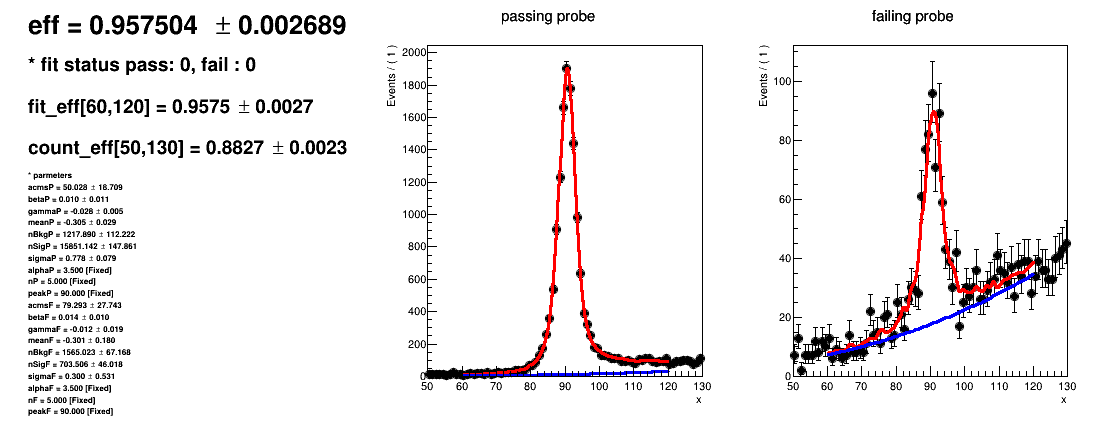 eff = 0.957504 ± 0.002689
* fit status pass: 0, fail : 0
fit_eff[60,120] = 0.9575 ± 0.0027
count_eff[50,130] = 0.8827 ± 0.0023
* parmeters
acmsP = 50.028 ± 18.709
betaP = 0.010 ± 0.011
gammaP = -0.028 ± 0.005
meanP = -0.305 ± 0.029
nBkgP = 1217.890 ± 112.222
nSigP = 15851.142 ± 147.861
sigmaP = 0.778 ± 0.079
alphaP = 3.500 [Fixed]
nP = 5.000 [Fixed]
peakP = 90.000 [Fixed]
acmsF = 79.293 ± 27.743
betaF = 0.014 ± 0.010
gammaF = -0.012 ± 0.019
meanF = -0.301 ± 0.180
nBkgF = 1565.023 ± 67.168
nSigF = 703.506 ± 46.018
sigmaF = 0.300 ± 0.531
alphaF = 3.500 [Fixed]
nF = 5.000 [Fixed]
peakF = 90.000 [Fixed]
passing probe
Events / ( 1 )
2000
1800
1600
1400
1200
1000
800
600
400
200
0
50 60 70 80 90 100 110 120 130
x
failing probe
Events / ( 1 )
100
80
60
40
20
0
50 60 70 80 90 100 110 120 130
x